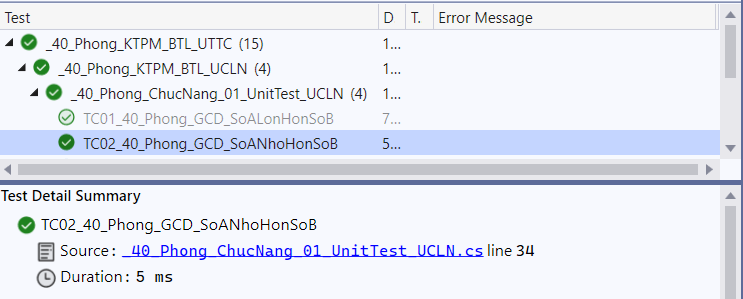 Test D T. Error Message
_40_Phong_KTPM_BTL_UTTC (15) 1...
_40_Phong_KTPM_BTL_UCLN (4) 1...
_40_Phong_ChucNang_01_UnitTest_UCLN (4) 1...
TC01_40_Phong_GCD_SoALonHonSoB 7...
TC02_40_Phong_GCD_SoANhoHonSoB 5...
Test Detail Summary
TC02_40_Phong_GCD_SoANhoHonSoB
Source: _40_Phong_ChucNang_01_UnitTest_UCLN.cs line 34
Duration: 5 ms